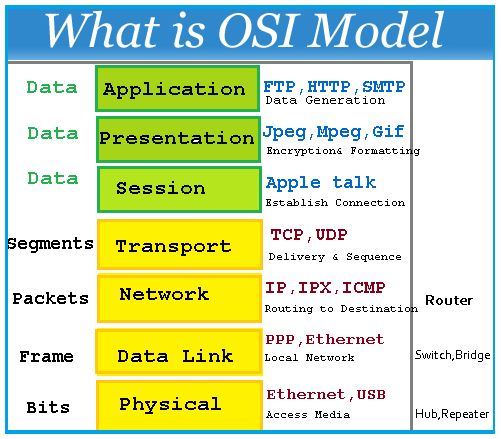 What is OSI Model
Data Application FTP,HTTP,SMTP
Data Generation
Data Presentation Jpeg,Mpeg,Gif
Encryption& Formatting
Data Session Apple talk
Establish Connection
Segments Transport TCP,UDP
Delivery & Sequence
Packets Network IP,IPX,ICMP Router
Routing to Destination
Frame Data Link PPP,Ethernet Switch,Bridge
Local Network
Bits Physical Ethernet,USB Hub,Repeater
Access Media